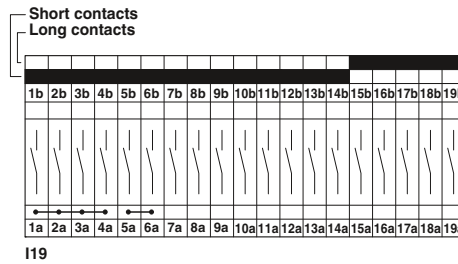 Short contacts
Long contacts
1b 2b 3b 4b 5b 6b 7b 8b 9b 10b 11b 12b 13b 14b 15b 16b 17b 18b 19b
1a 2a 3a 4a 5a 6a 7a 8a 9a 10a 11a 12a 13a 14a 15a 16a 17a 18a 19a
I19